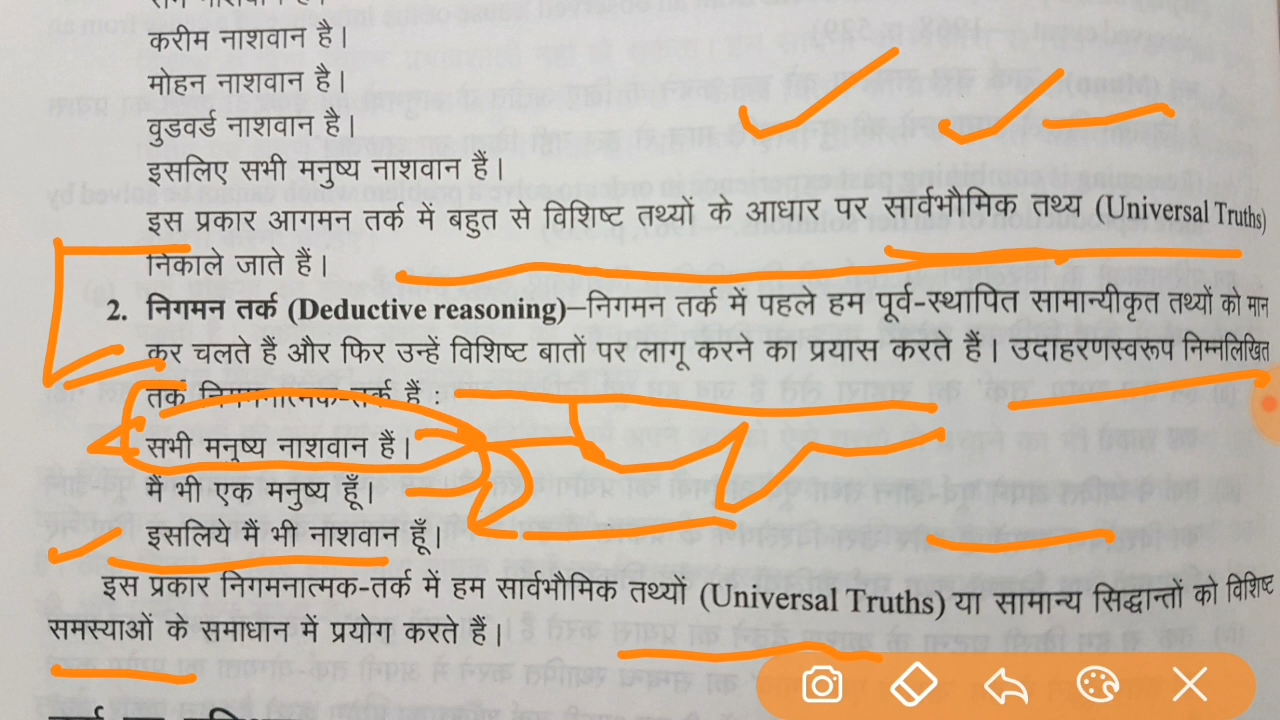 करीम नाशवान है।
मोहन नाशवान है।
वुडवर्ड नाशवान है।
इसलिए सभी मनुष्य नाशवान हैं।
इस प्रकार आगमन तर्क में बहुत से विशिष्ट तथ्यों के आधार पर सार्वभौमिक तथ्य (Universal Truths)
निकाले जाते हैं।
2. निगमन तर्क (Deductive reasoning)–निगमन तर्क में पहले हम पूर्व-स्थापित सामान्यीकृत तथ्यों को मान
कर चलते हैं और फिर उन्हें विशिष्ट बातों पर लागू करने का प्रयास करते हैं। उदाहरणस्वरूप निम्नलिखित
तर्क निगमनात्मक-तर्क हैं :
सभी मनुष्य नाशवान हैं।
मैं भी एक मनुष्य हूँ।
इसलिये मैं भी नाशवान हूँ।
इस प्रकार निगमनात्मक-तर्क में हम सार्वभौमिक तथ्यों (Universal Truths) या सामान्य सिद्धान्तों को विशिष्ट
समस्याओं के समाधान में प्रयोग करते हैं।